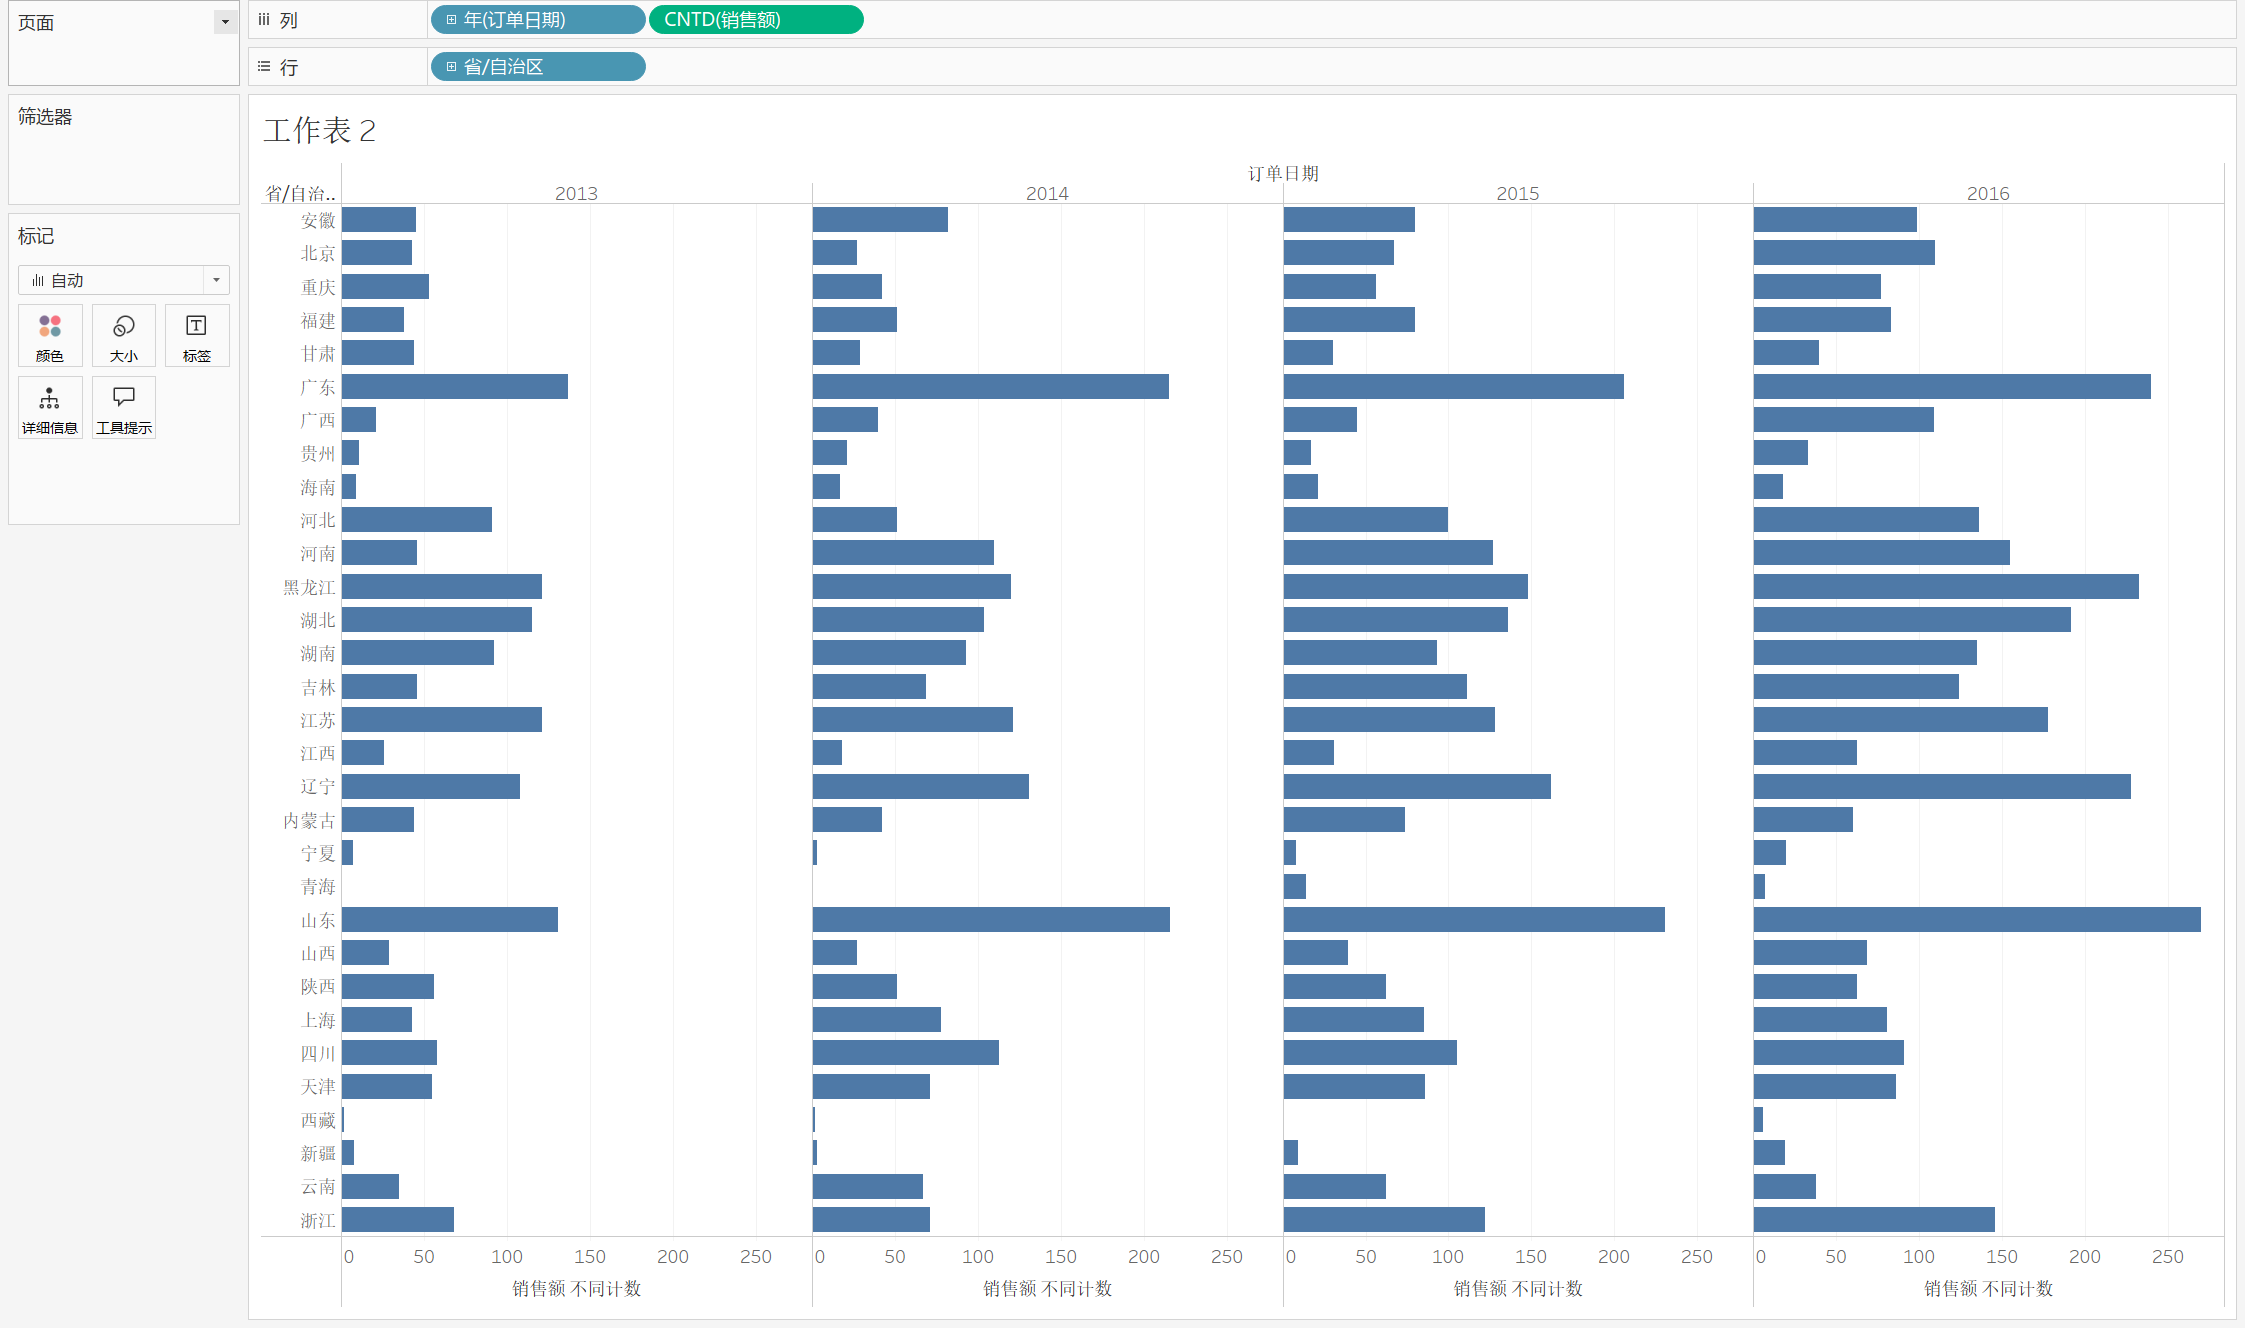 页面
列
年(订单日期)
CNTD(销售额)
行
省/自治区
筛选器
标记
自动
颜色
大小
标签
详细信息
工具提示
工作表 2
订单日期
省/自治..
2013
2014
2015
2016
安徽
北京
重庆
福建
甘肃
广东
广西
贵州
海南
河北
河南
黑龙江
湖北
湖南
吉林
江苏
江西
辽宁
内蒙古
宁夏
青海
山东
山西
陕西
上海
四川
天津
西藏
新疆
云南
浙江
0 50 100 150 200 250
0 50 100 150 200 250
0 50 100 150 200 250
0 50 100 150 200 250
销售额 不同计数
销售额 不同计数
销售额 不同计数
销售额 不同计数